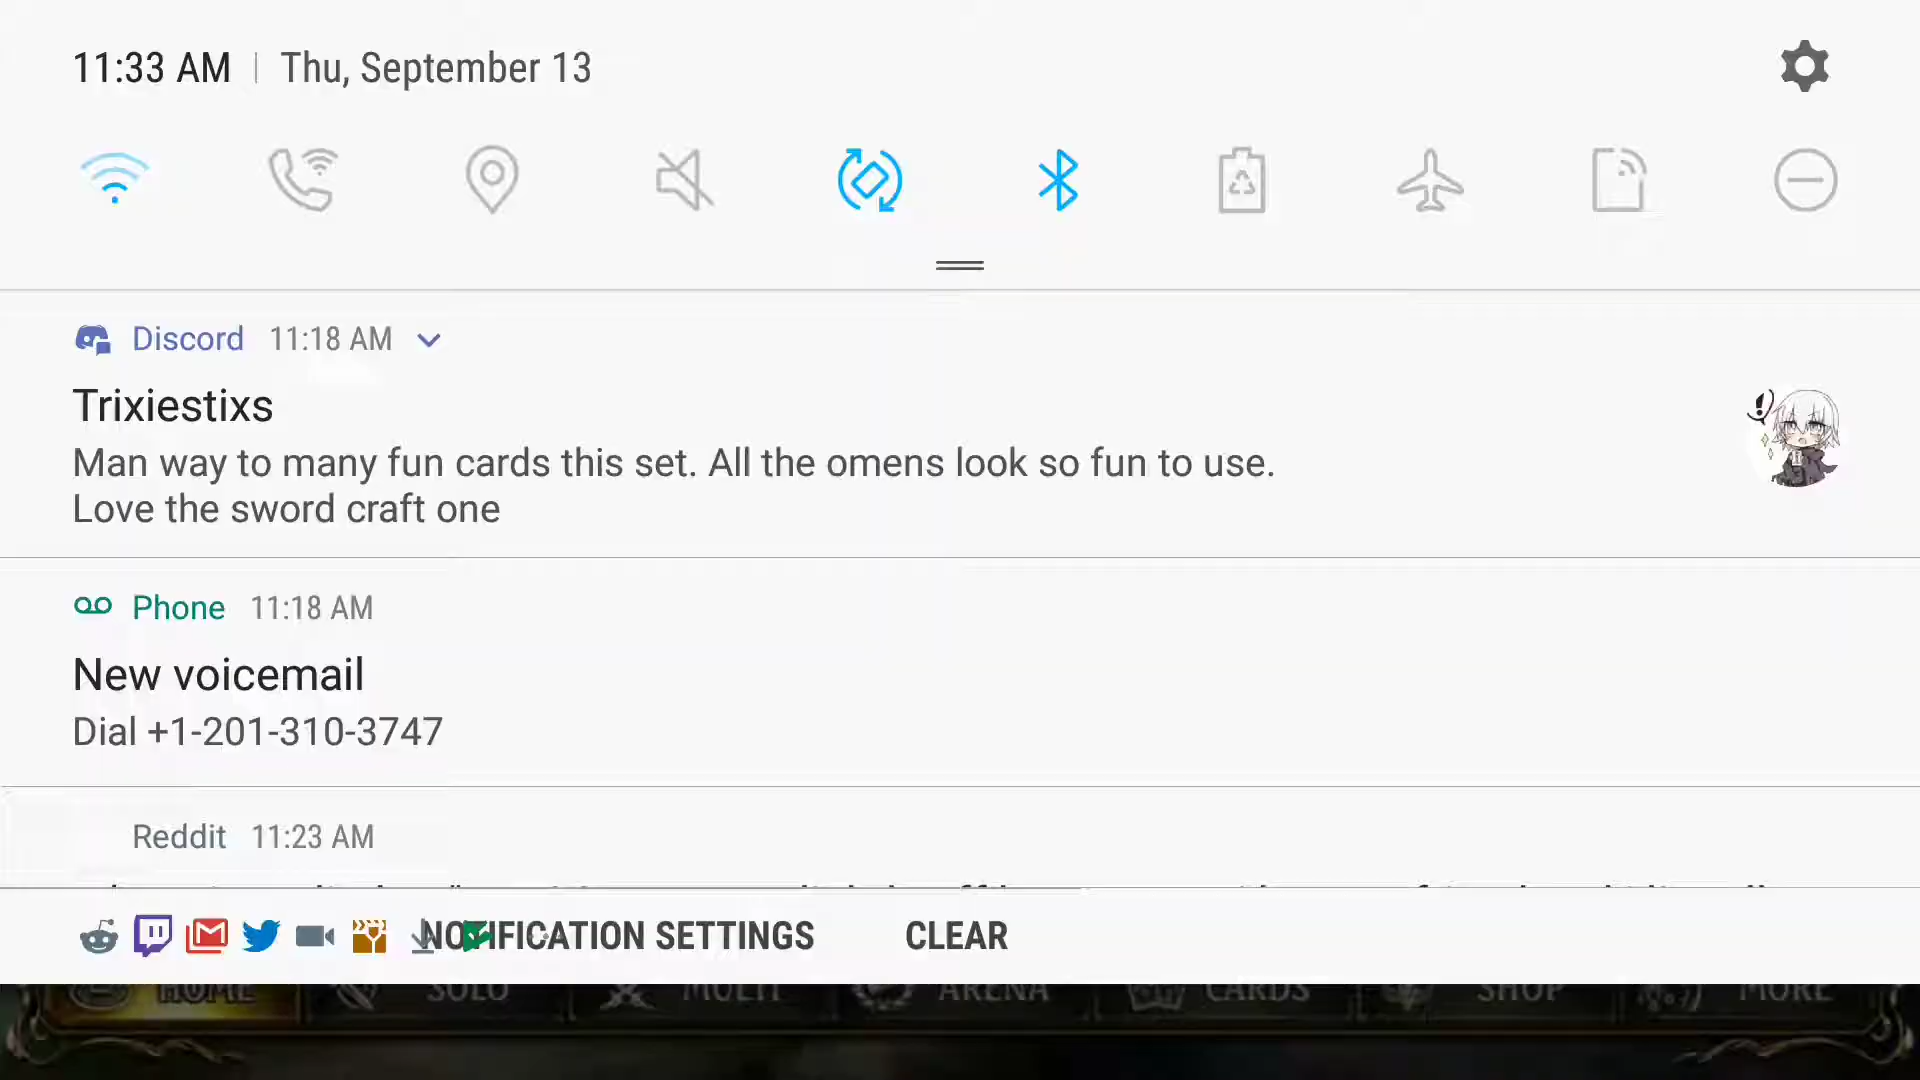 11:33 AM | Thu, September 13
Discord 11:18 AM
Trixiestixs
Man way to many fun cards this set. All the omens look so fun to use.
Love the sword craft one
Phone 11:18 AM
New voicemail
Dial +1-201-310-3747
Reddit 11:23 AM
NOTIFICATION SETTINGS CLEAR
HOME SOLO MULTI ARENA CARDS SHOP MORE